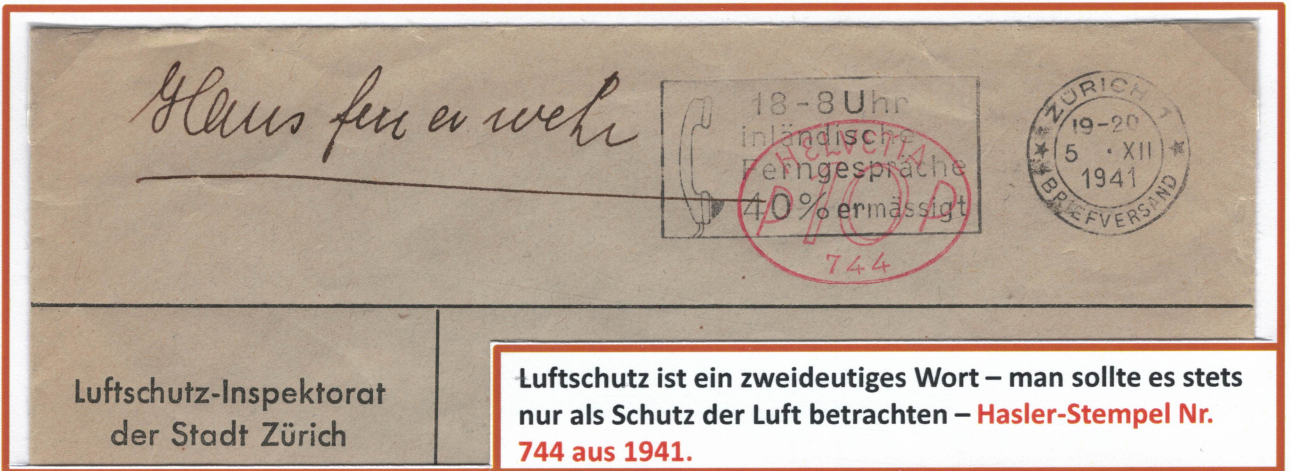 Hausfeuerwehr
18-8 Uhr
inländische
Ferngespräche
40% ermässigt
HELVETIA
P 10 P
744
ZÜRICH 1
19-20
5 · XII
1941
BRIEFVERSAND
Luftschutz-Inspektorat
der Stadt Zürich
Luftschutz ist ein zweideutiges Wort – man sollte es stets
nur als Schutz der Luft betrachten – Hasler-Stempel Nr.
744 aus 1941.